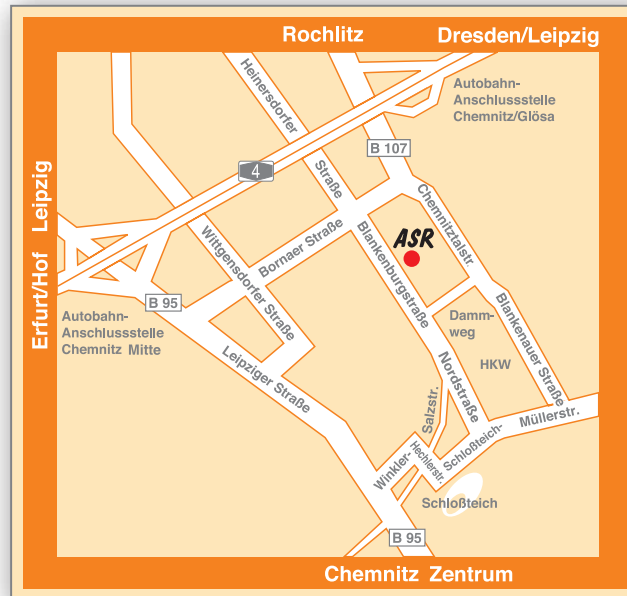 Rochlitz
Dresden/Leipzig
Heinersdorfer
Straße
Autobahn-
Anschlussstelle
Chemnitz/Glösa
B 107
4
Leipzig
Erfurt/Hof
Chemnitztalstr.
Wittgensdorfer Straße
Bornaer Straße
Blankenburgstraße
ASR
B 95
Autobahn-
Anschlussstelle
Chemnitz Mitte
Leipziger Straße
Damm-
weg
Blankenauer Straße
HKW
Nordstraße
Salzstr.
Müllerstr.
Schloßteich-
Hechlerstr.
Winkler-
Schloßteich
B 95
Chemnitz Zentrum